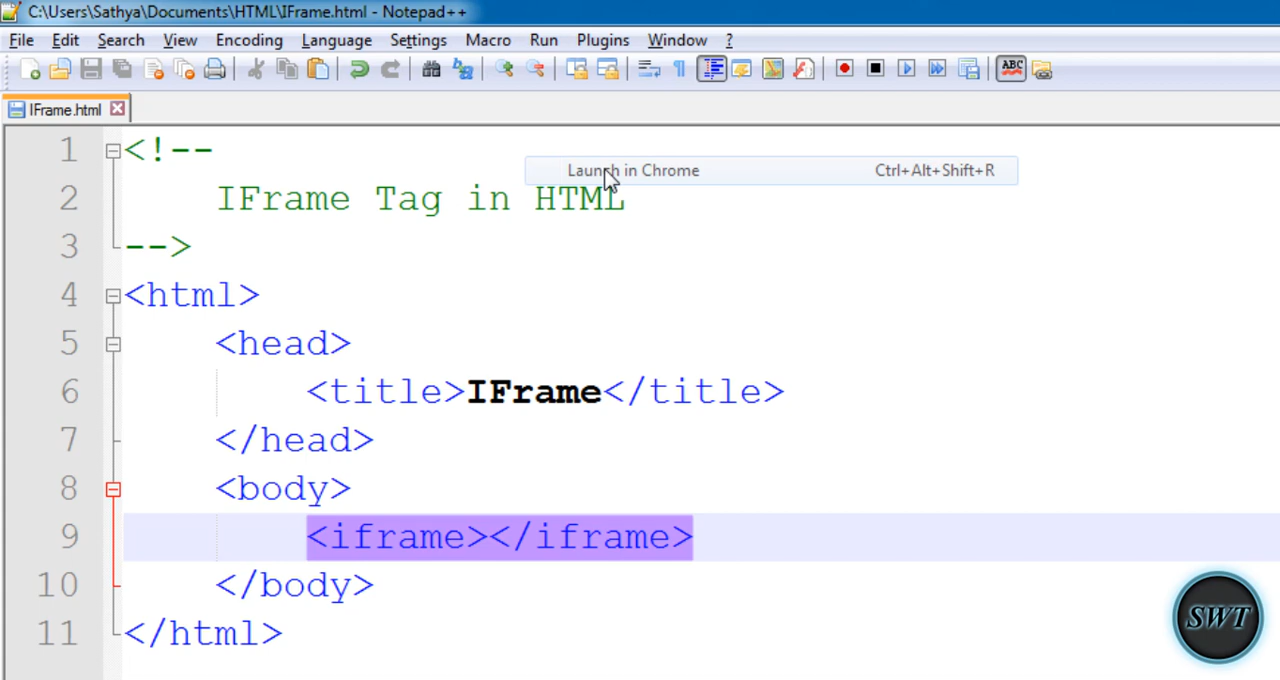 C:\Users\Sathya\Documents\HTML\IFrame.html - Notepad++
File Edit Search View Encoding Language Settings Macro Run Plugins Window ?
ABC
IFrame.html
Launch in Chrome Ctrl+Alt+Shift+R
1 <!--
2 IFrame Tag in HTML
3 -->
4 <html>
5 <head>
6 <title>IFrame</title>
7 </head>
8 <body>
9 <iframe></iframe>
10 </body>
11 </html>
SWT